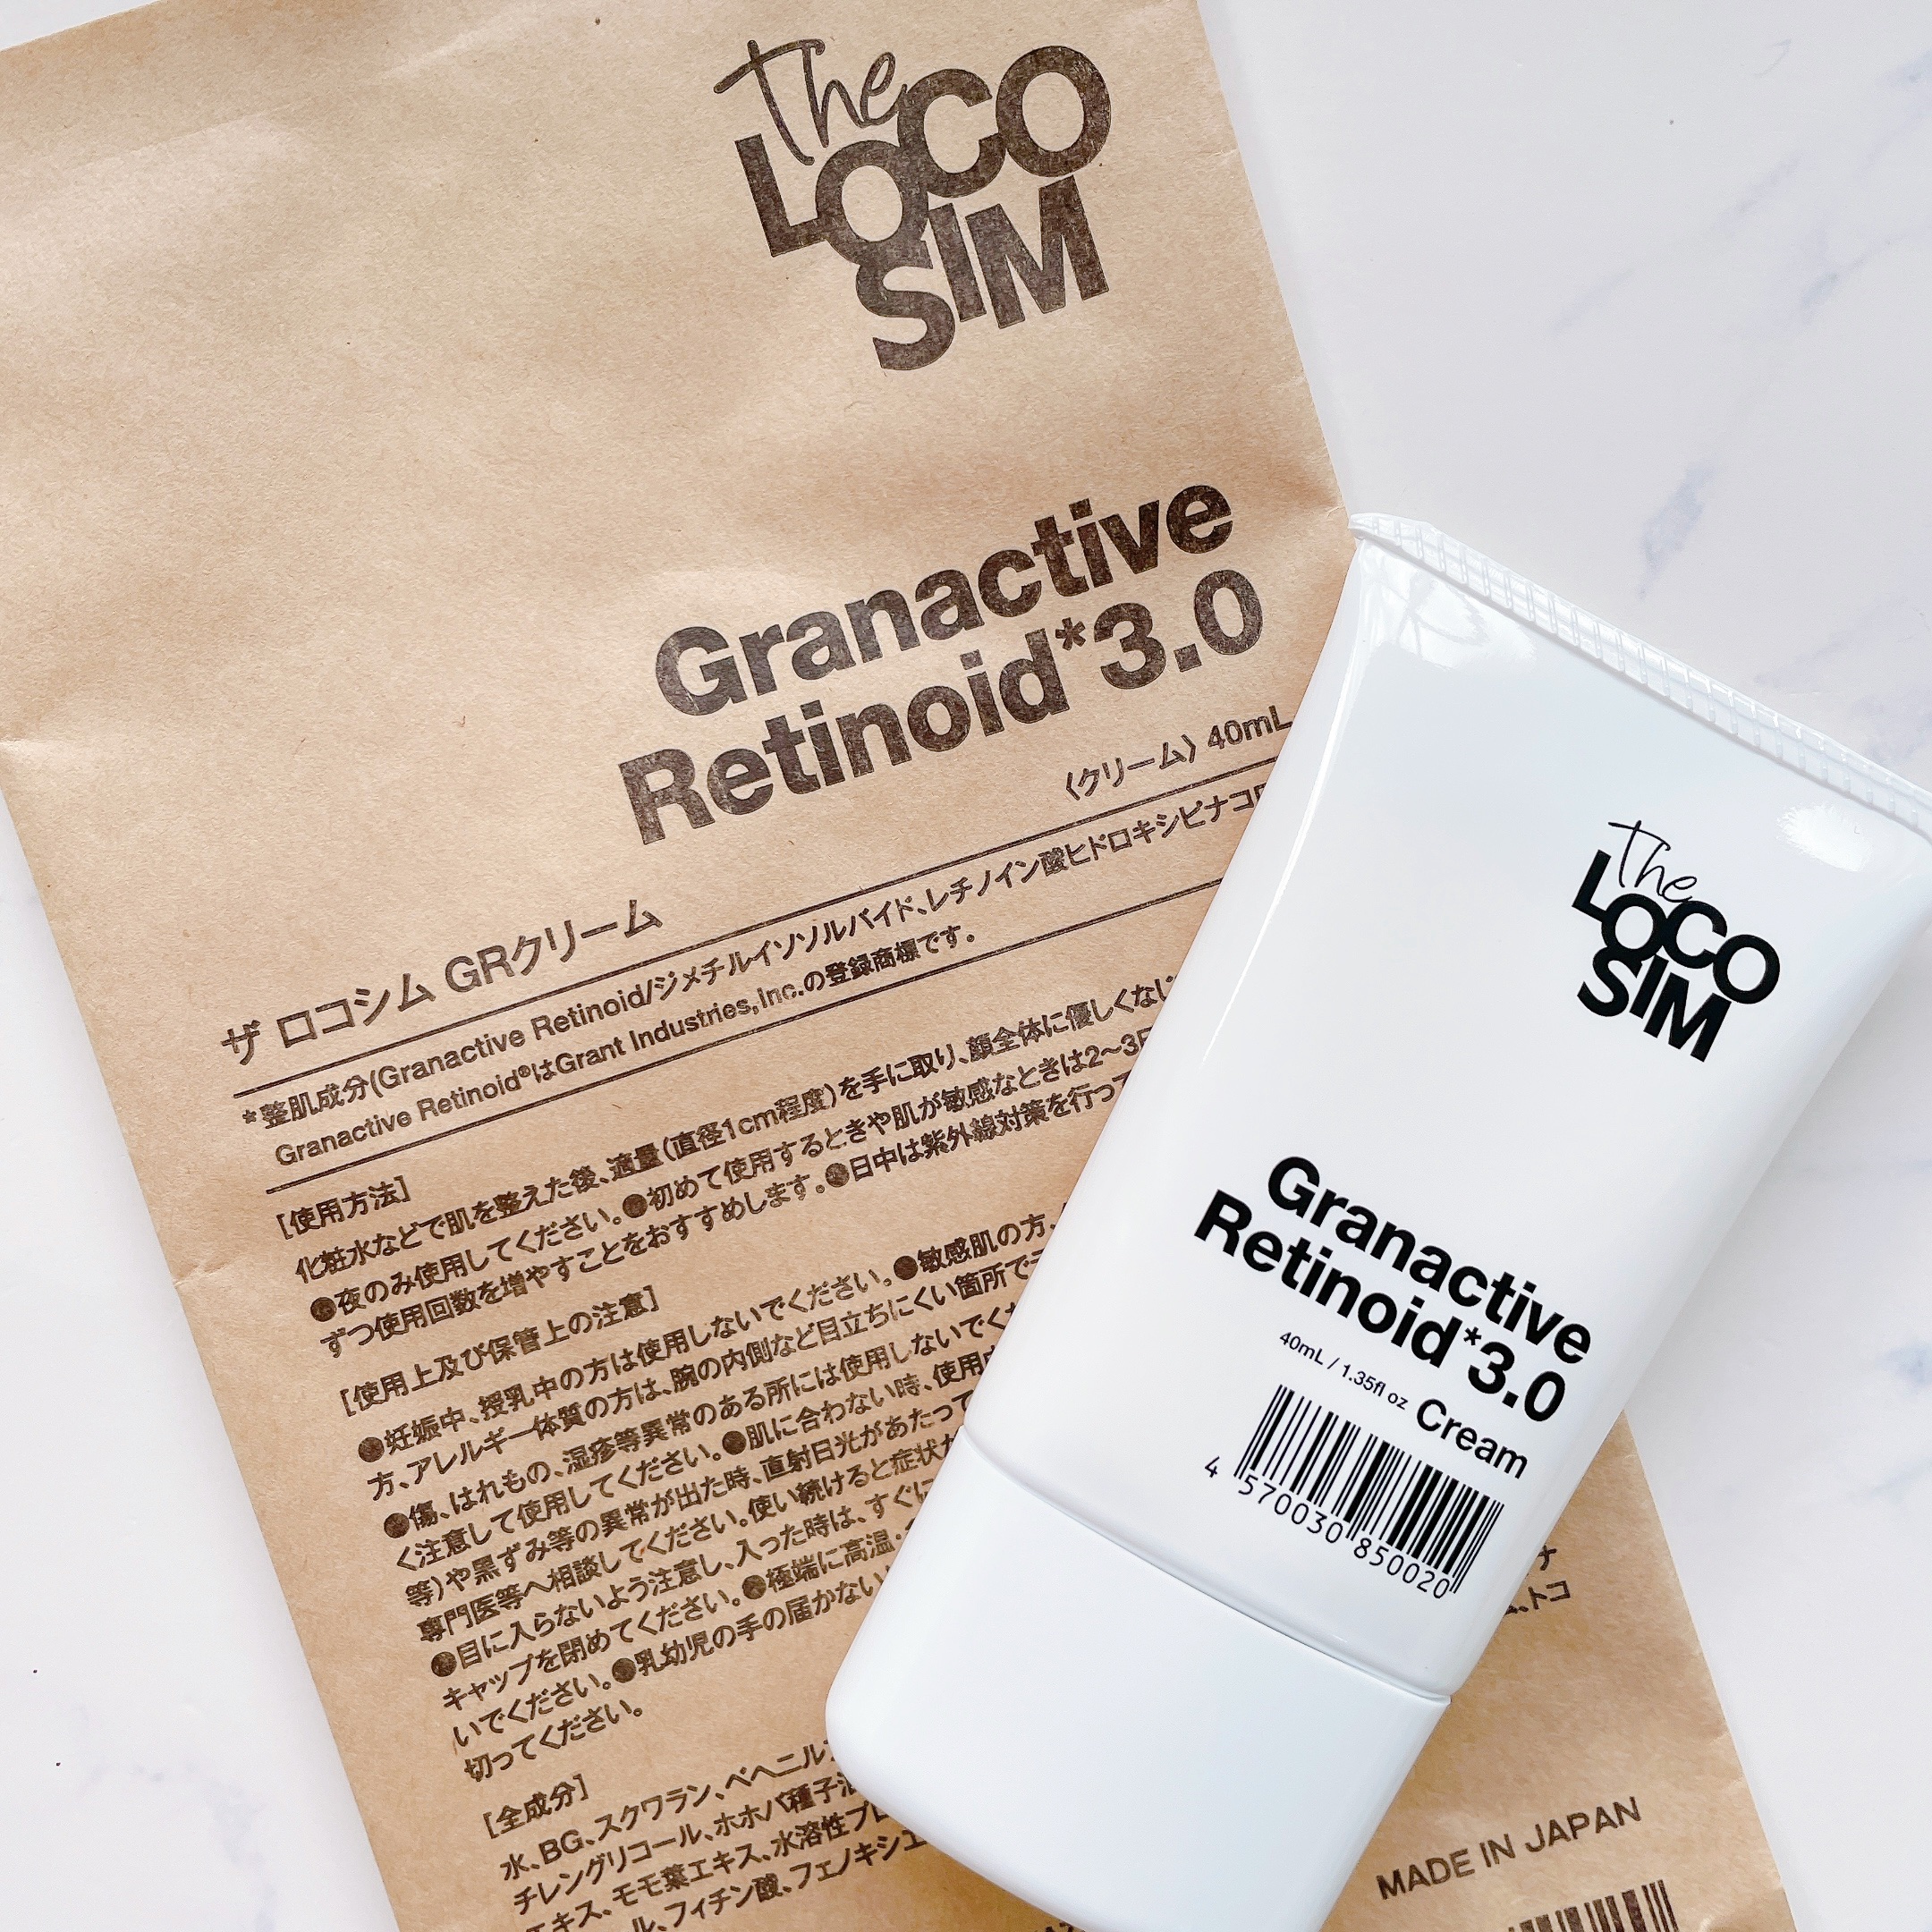 The
LOCO
SIM
Granactive
Retinoid*3.0
〈クリーム〉 40mL
ザ ロコシム GRクリーム
*整肌成分(Granactive Retinoid/ジメチルイソソルバイド、レチノイン酸ヒドロキシピナコ
Granactive Retinoid®はGrant Industries,Inc.の登録商標です。
[使用方法]
化粧水などで肌を整えた後、適量(直径1cm程度)を手に取り、顔全体に優しくなじ
●夜のみ使用してください。●初めて使用するときや肌が敏感なときは2〜3
ずつ使用回数を増やすことをおすすめします。●日中は紫外線対策を行っ
[使用上及び保管上の注意]
●妊娠中、授乳中の方は使用しないでください。●敏感肌の方、
方、アレルギー体質の方は、腕の内側など目立ちにくい箇所で
●傷、はれもの、湿疹等異常のある所には使用しないでく
く注意して使用してください。●肌に合わない時、使用
等)や黒ずみ等の異常が出た時、直射日光があたって
専門医等へ相談してください。使い続けると症状
●目に入らないよう注意し、入った時は、すぐに
キャップを閉めてください。●極端に高温・
いでください。●乳幼児の手の届かない
切ってください。
[全成分]
水、BG、スクワラン、ベヘニル
チレングリコール、ホホバ種子油
エキス、モモ葉エキス、水溶性プ
ル、フィチン酸、フェノキシエ
ナ
ム、トコ
MADE IN JAPAN
The
LOCO
SIM
Granactive
Retinoid*3.0
40mL / 1.35fl oz Cream
4 570030 850020